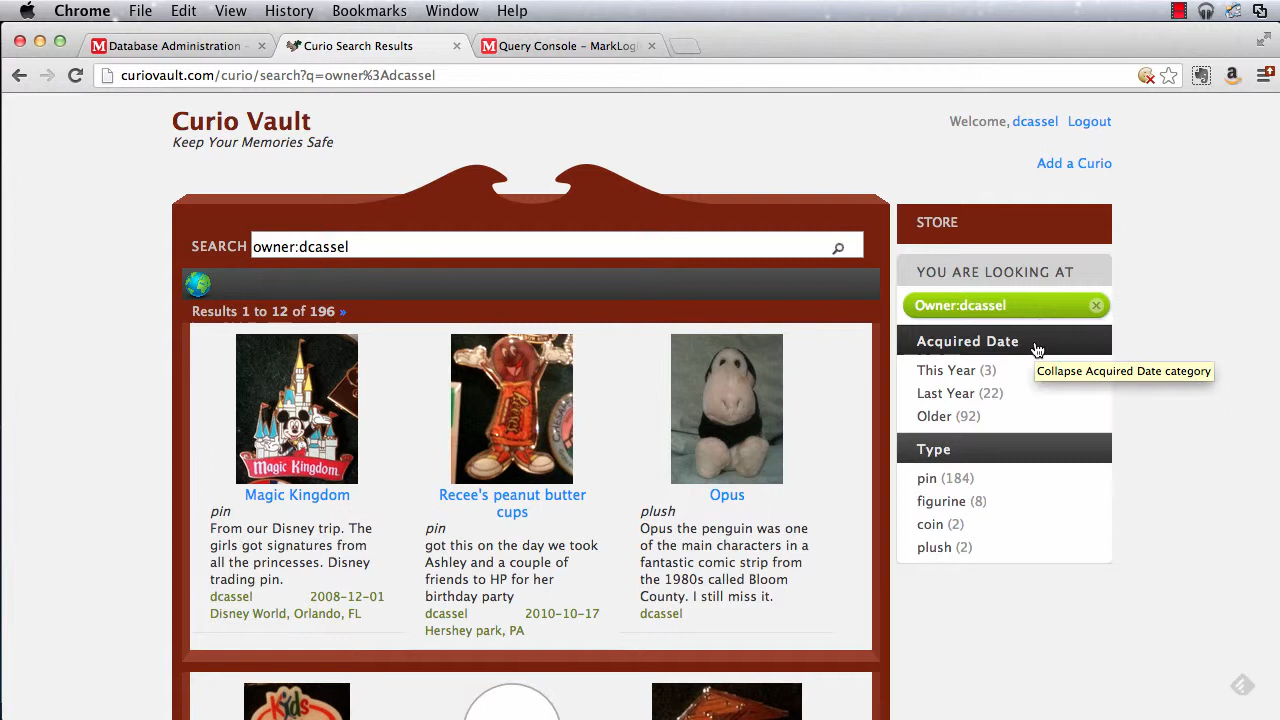 Chrome File Edit View History Bookmarks Window Help
Database Administration -
Curio Search Results
Query Console - MarkLogi
curiovault.com/curio/search?q=owner%3Adcassel
Curio Vault
Keep Your Memories Safe
Welcome, dcassel Logout
Add a Curio
SEARCH owner:dcassel
Results 1 to 12 of 196 »
Magic Kingdom.
Magic Kingdom
pin
From our Disney trip. The
girls got signatures from
all the princesses. Disney
trading pin.
dcassel 2008-12-01
Disney World, Orlando, FL
Recee's peanut butter
cups
pin
got this on the day we took
Ashley and a couple of
friends to HP for her
birthday party
dcassel 2010-10-17
Hershey park, PA
Opus
plush
Opus the penguin was one
of the main characters in a
fantastic comic strip from
the 1980s called Bloom
County. I still miss it.
dcassel
Kids
STORE
YOU ARE LOOKING AT
Owner:dcassel
Acquired Date
Collapse Acquired Date category
This Year (3)
Last Year (22)
Older (92)
Type
pin (184)
figurine (8)
coin (2)
plush (2)